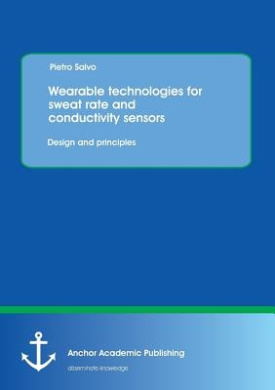 Pietro Salvo
Wearable technologies for
sweat rate and
conductivity sensors
Design and principles
Anchor Academic Publishing
disseminate knowledge